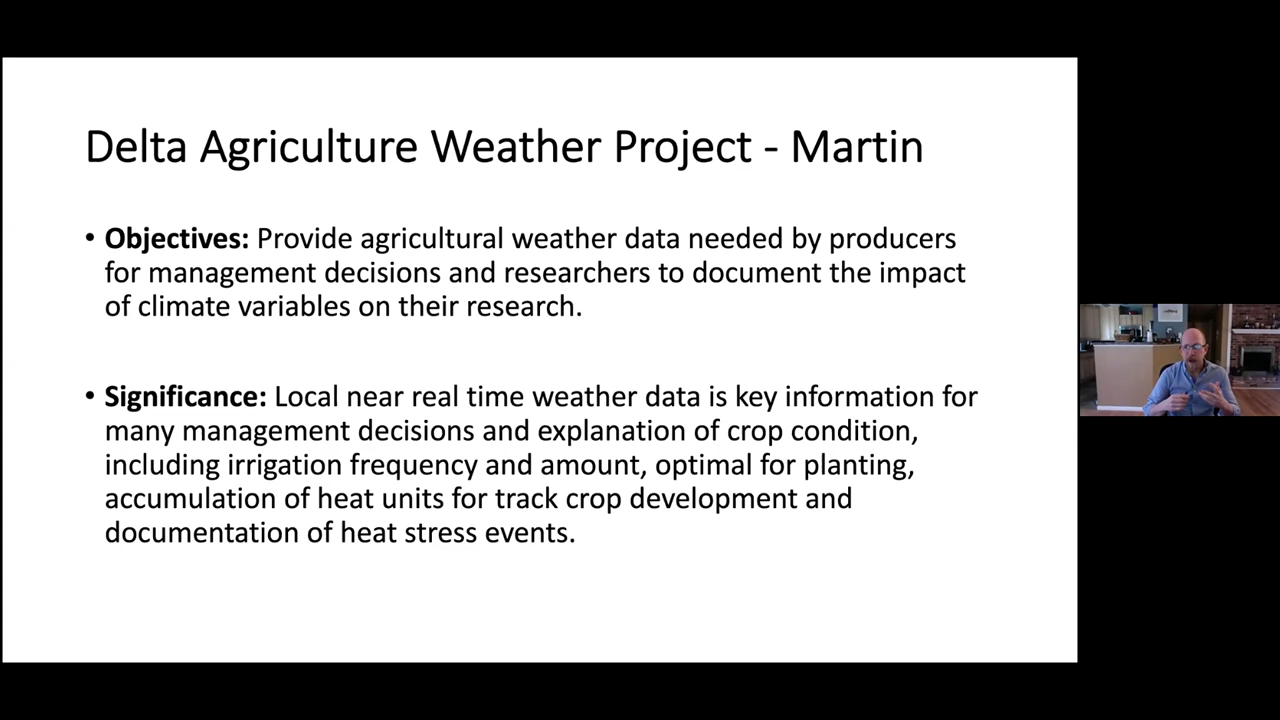 Delta Agriculture Weather Project - Martin
• Objectives: Provide agricultural weather data needed by producers
for management decisions and researchers to document the impact
of climate variables on their research.
• Significance: Local near real time weather data is key information for
many management decisions and explanation of crop condition,
including irrigation frequency and amount, optimal for planting,
accumulation of heat units for track crop development and
documentation of heat stress events.